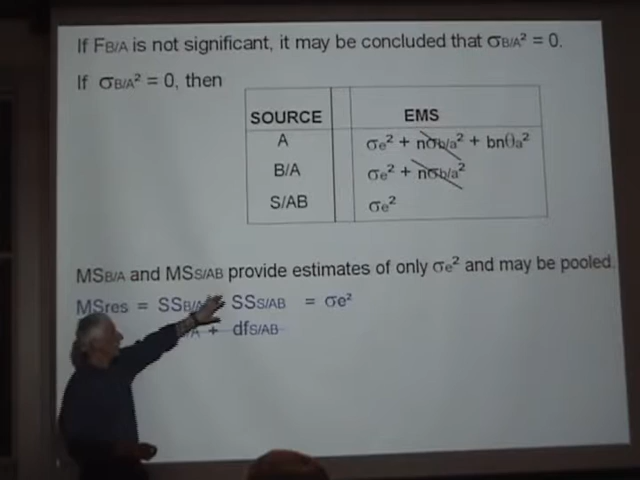 If FB/A is not significant, it may be concluded that σB/A² = 0.
If σB/A² = 0, then
SOURCE EMS
A σe² + nσb/a² + bnθa²
B/A σe² + nσb/a²
S/AB σe²
MSB/A and MSS/AB provide estimates of only σe² and may be pooled.
MSres = SSB/A SSS/AB = σe²
+ dfS/AB